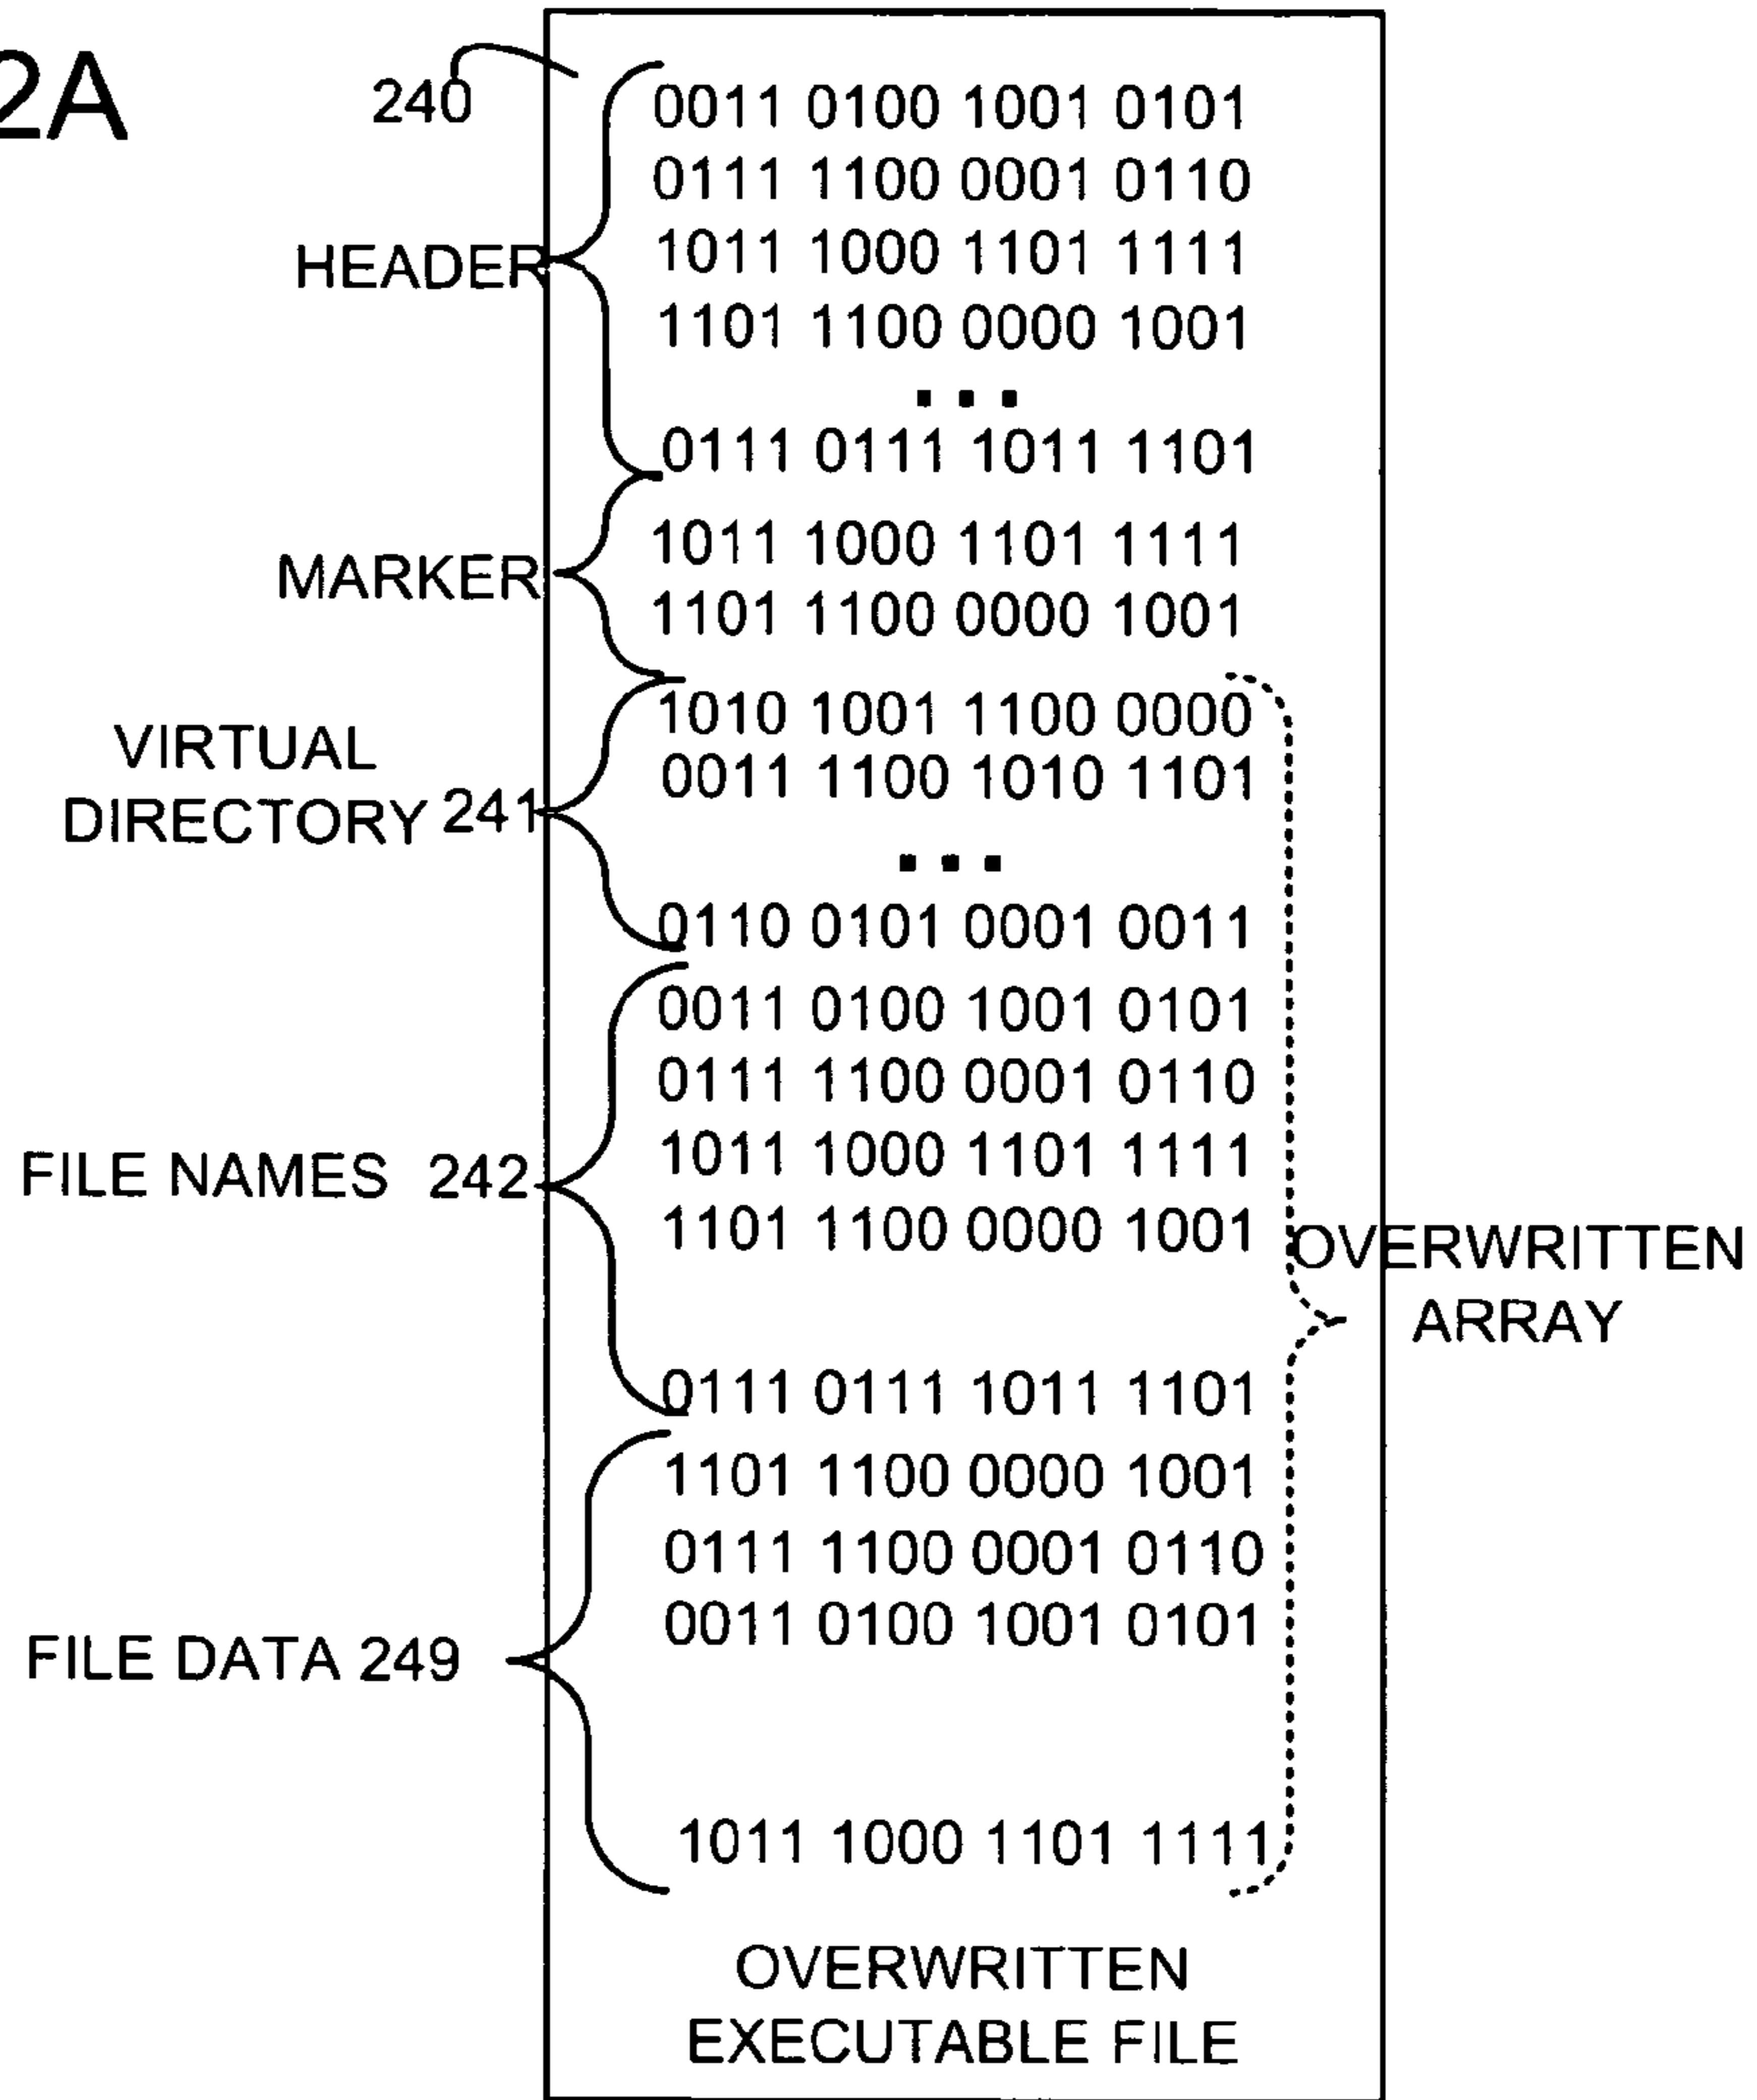 2A
240
0011 0100 1001 0101
0111 1100 0001 0110
1011 1000 1101 1111
HEADER
1101 1100 0000 1001
...
0111 0111 1011 1101
1011 1000 1101 1111
MARKER
1101 1100 0000 1001
1010 1001 1100 0000
VIRTUAL
0011 1100 1010 1101
DIRECTORY 241
...
0110 0101 0001 0011
0011 0100 1001 0101
0111 1100 0001 0110
1011 1000 1101 1111
FILE NAMES 242
1101 1100 0000 1001
OVERWRITTEN
ARRAY
0111 0111 1011 1101
1101 1100 0000 1001
0111 1100 0001 0110
0011 0100 1001 0101
FILE DATA 249
1011 1000 1101 1111
OVERWRITTEN
EXECUTABLE FILE